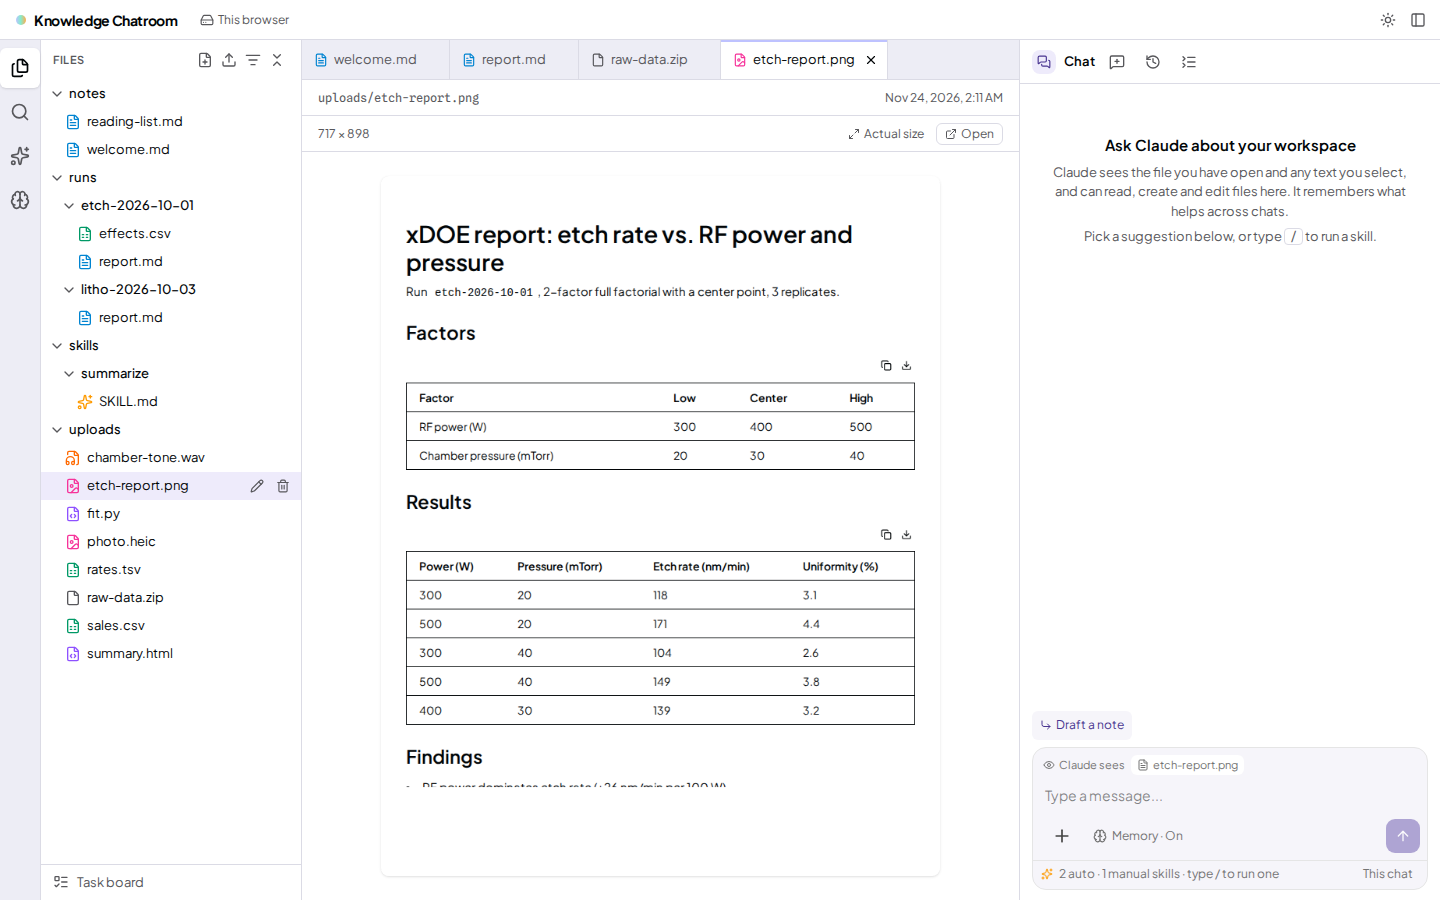 Knowledge Chatroom
This browser
FILES
notes
reading-list.md
welcome.md
runs
etch-2026-10-01
effects.csv
report.md
litho-2026-10-03
report.md
skills
summarize
SKILL.md
uploads
chamber-tone.wav
etch-report.png
fit.py
photo.heic
rates.tsv
raw-data.zip
sales.csv
summary.html
Task board
welcome.md report.md raw-data.zip etch-report.png
uploads/etch-report.png Nov 24, 2026, 2:11 AM
717 × 898 Actual size Open
xDOE report: etch rate vs. RF power and
pressure
Run etch-2026-10-01 , 2-factor full factorial with a center point, 3 replicates.
Factors
Factor Low Center High
RF power (W) 300 400 500
Chamber pressure (mTorr) 20 30 40
Results
Power (W) Pressure (mTorr) Etch rate (nm/min) Uniformity (%)
300 20 118 3.1
500 20 171 4.4
300 40 104 2.6
500 40 149 3.8
400 30 139 3.2
Findings
RF power dominates etch rate (+26 nm/min per 100 W)
Chat
Ask Claude about your workspace
Claude sees the file you have open and any text you select,
and can read, create and edit files here. It remembers what
helps across chats.
Pick a suggestion below, or type / to run a skill.
Draft a note
Claude sees etch-report.png
Type a message...
Memory · On
2 auto · 1 manual skills · type / to run one This chat